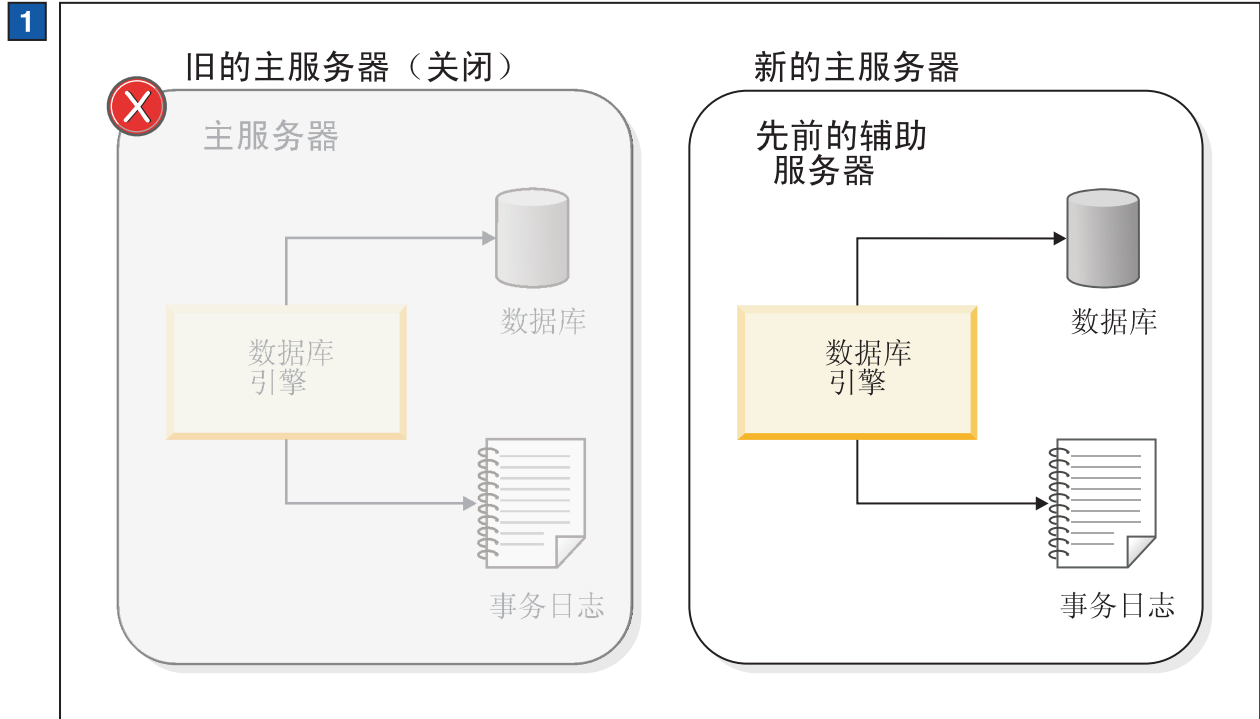 1
旧的主服务器（关闭）
主服务器
数据库
数据库
引擎
事务日志
新的主服务器
先前的辅助
服务器
数据库
数据库
引擎
事务日志